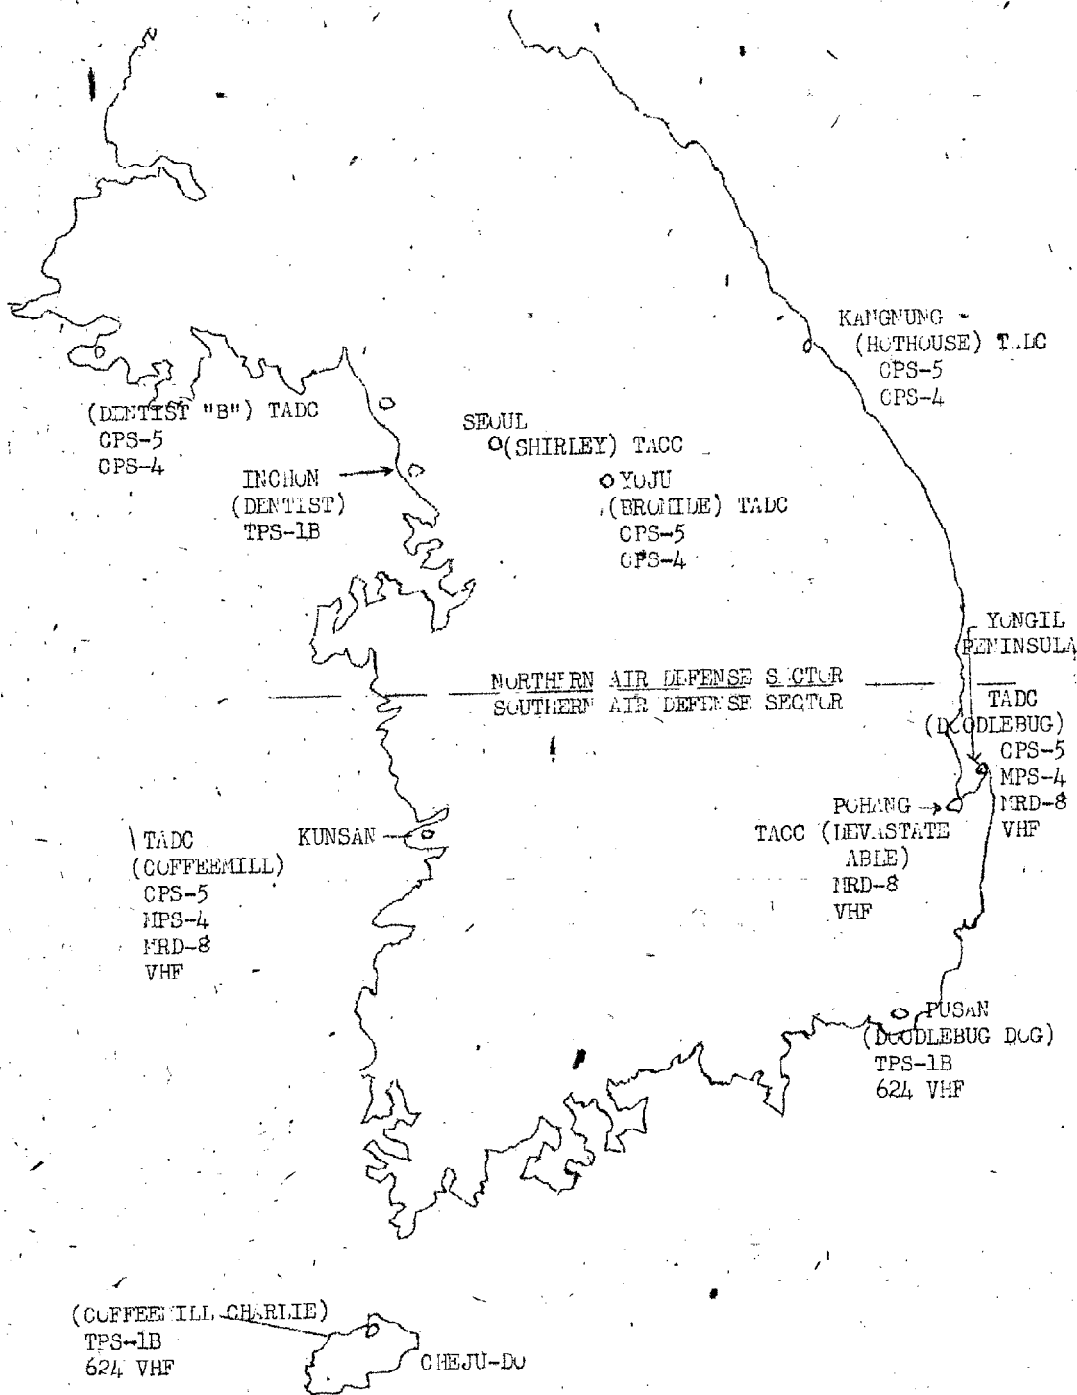 KANGNUNG -
(HOTHOUSE) TADC
CPS-5
CPS-4
(DENTIST "B") TADC
CPS-5
CPS-4
SEOUL
(SHIRLEY) TACC
INCHON
(DENTIST)
TPS-1B
YOJU
(BROMIDE) TADC
CPS-5
CPS-4
YONGIL
PENINSULA
NORTHERN AIR DEFENSE SECTOR
SOUTHERN AIR DEFENSE SECTOR
TADC
(DOODLEBUG)
CPS-5
MPS-4
MRD-8
VHF
POHANG
TACC (DEVASTATE
ABLE)
MRD-8
VHF
KUNSAN
TADC
(COFFEEMILL)
CPS-5
MPS-4
MRD-8
VHF
PUSAN
(DOODLEBUG DOG)
TPS-1B
624 VHF
(COFFEEMILL CHARLIE)
TPS-1B
624 VHF
CHEJU-DO